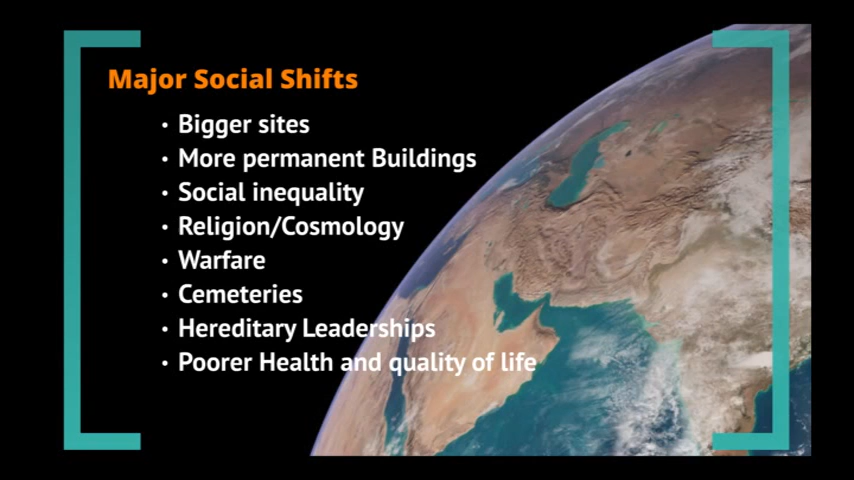 Major Social Shifts
• Bigger sites
• More permanent Buildings
• Social inequality
• Religion/Cosmology
• Warfare
• Cemeteries
• Hereditary Leaderships
• Poorer Health and quality of life